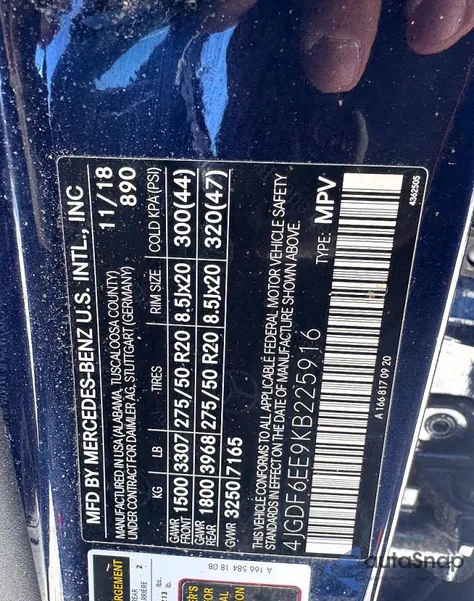 MFD BY MERCEDES-BENZ U.S. INTL., INC
11/18
MANUFACTURED IN USA (ALABAMA, TUSCALOOSA COUNTY)
890
UNDER CONTRACT FOR DAIMLER AG, STUTTGART (GERMANY)
KG LB TIRES RIM SIZE COLD KPA (PSI)
GAWR FRONT 1500 3307 275/50 R20 8.5Jx20 300(44)
GAWR REAR 1800 3968 275/50 R20 8.5Jx20 320(47)
GVWR 3250 7165
THIS VEHICLE CONFORMS TO ALL APPLICABLE FEDERAL MOTOR VEHICLE SAFETY
STANDARDS IN EFFECT ON THE DATE OF MANUFACTURE SHOWN ABOVE.
4JGDF6EE9KB225916 TYPE: MPV
A 166 817 09 20
4362505
A 166 584 18 08
2
213 lb.
autoSnap